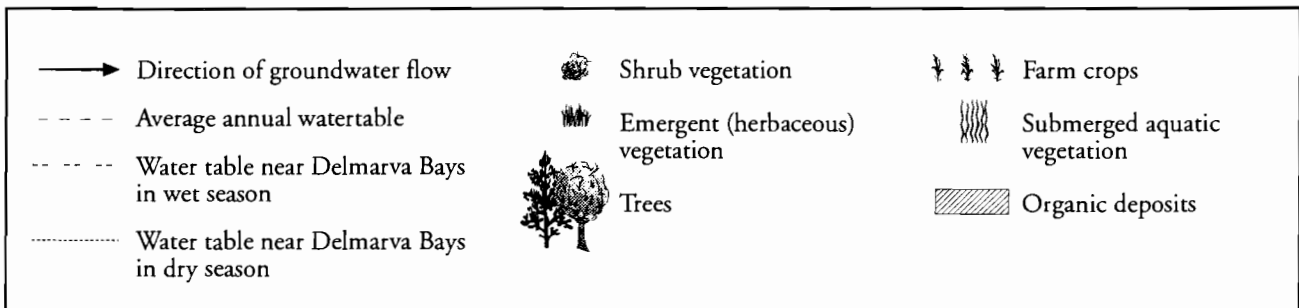 Direction of groundwater flow
Average annual watertable
Water table near Delmarva Bays
in wet season
Water table near Delmarva Bays
in dry season
Shrub vegetation
Emergent (herbaceous)
vegetation
Trees
Farm crops
Submerged aquatic
vegetation
Organic deposits